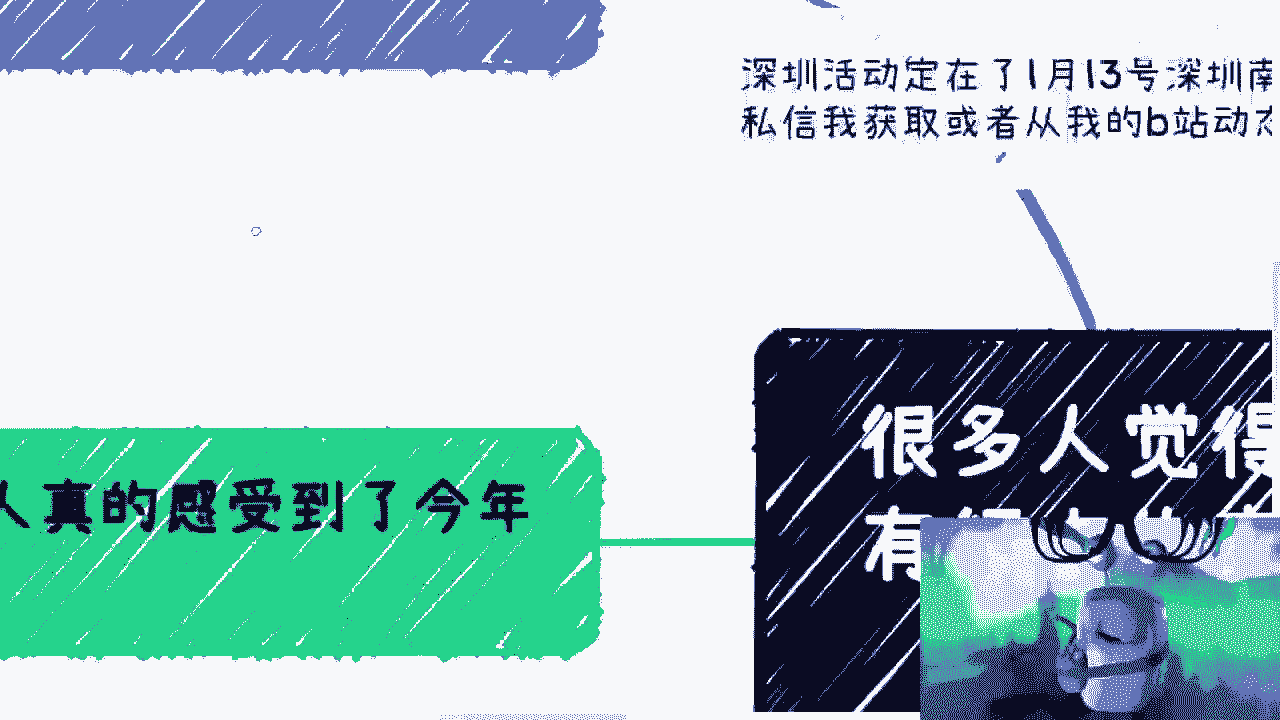 深圳活动定在了1月13号深圳南
私信我获取或者从我的b站动态
很多人觉得
人真的感受到了今年
有